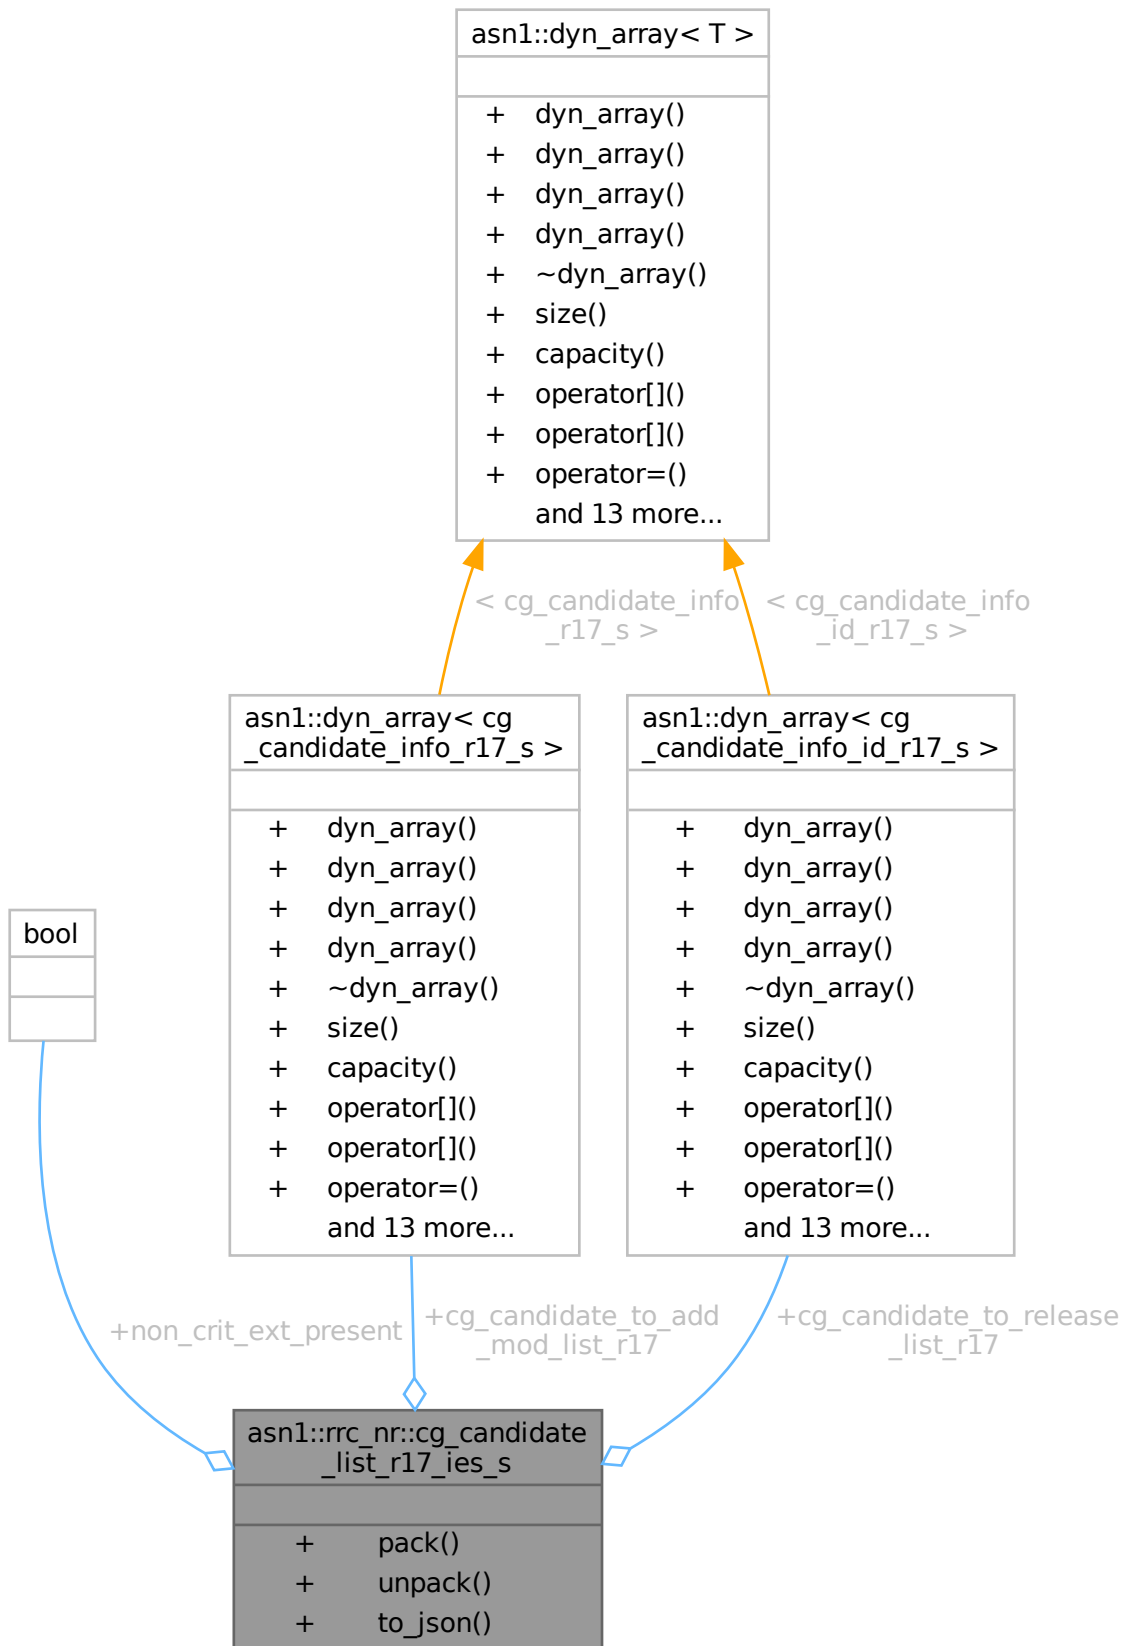 asn1::dyn_array< T >
+ dyn_array()
+ dyn_array()
+ dyn_array()
+ dyn_array()
+ ~dyn_array()
+ size()
+ capacity()
+ operator[]()
+ operator[]()
+ operator=()
and 13 more...
< cg_candidate_info
_r17_s >
< cg_candidate_info
_id_r17_s >
asn1::dyn_array< cg
_candidate_info_r17_s >
+ dyn_array()
+ dyn_array()
+ dyn_array()
+ dyn_array()
+ ~dyn_array()
+ size()
+ capacity()
+ operator[]()
+ operator[]()
+ operator=()
and 13 more...
asn1::dyn_array< cg
_candidate_info_id_r17_s >
+ dyn_array()
+ dyn_array()
+ dyn_array()
+ dyn_array()
+ ~dyn_array()
+ size()
+ capacity()
+ operator[]()
+ operator[]()
+ operator=()
and 13 more...
bool
+non_crit_ext_present
+cg_candidate_to_add
_mod_list_r17
+cg_candidate_to_release
_list_r17
asn1::rrc_nr::cg_candidate
_list_r17_ies_s
+ pack()
+ unpack()
+ to_json()